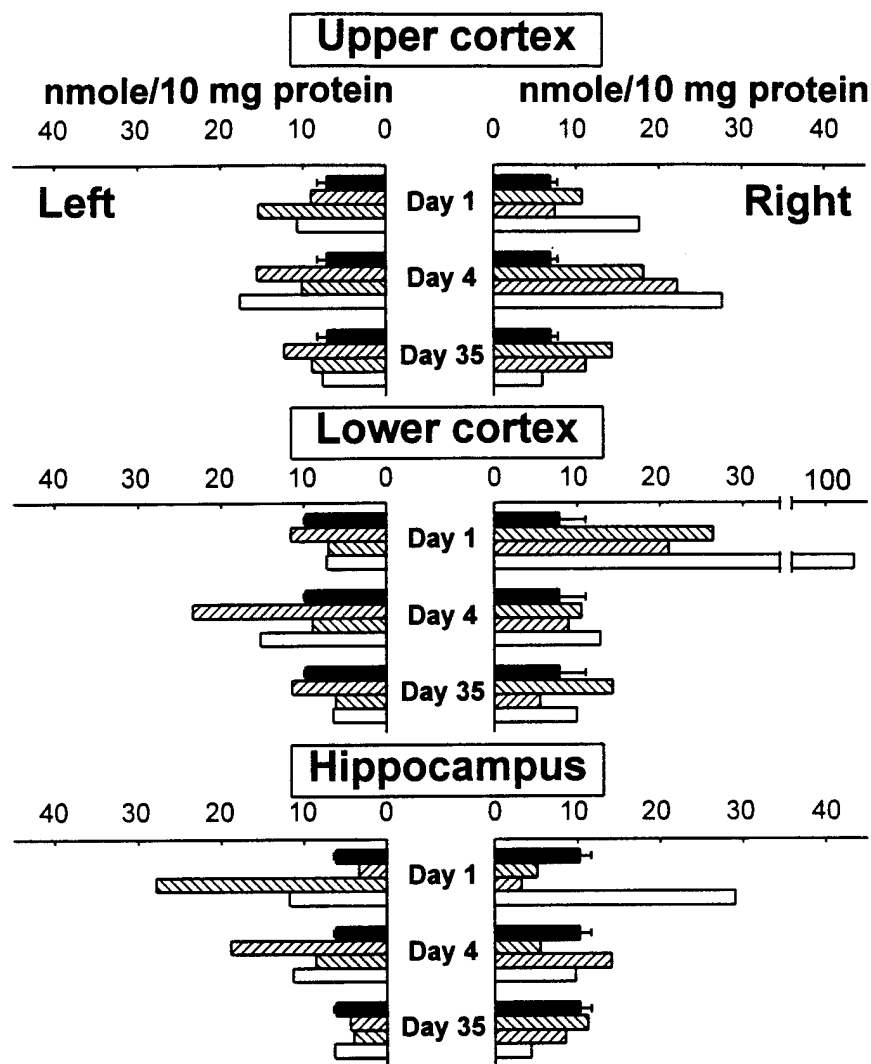 Upper cortex
nmole/10 mg protein nmole/10 mg protein
40 30 20 10 0 0 10 20 30 40
Left Day 1 Right
Day 4
Day 35
Lower cortex
40 30 20 10 0 0 10 20 30 100
Day 1
Day 4
Day 35
Hippocampus
40 30 20 10 0 0 10 20 30 40
Day 1
Day 4
Day 35